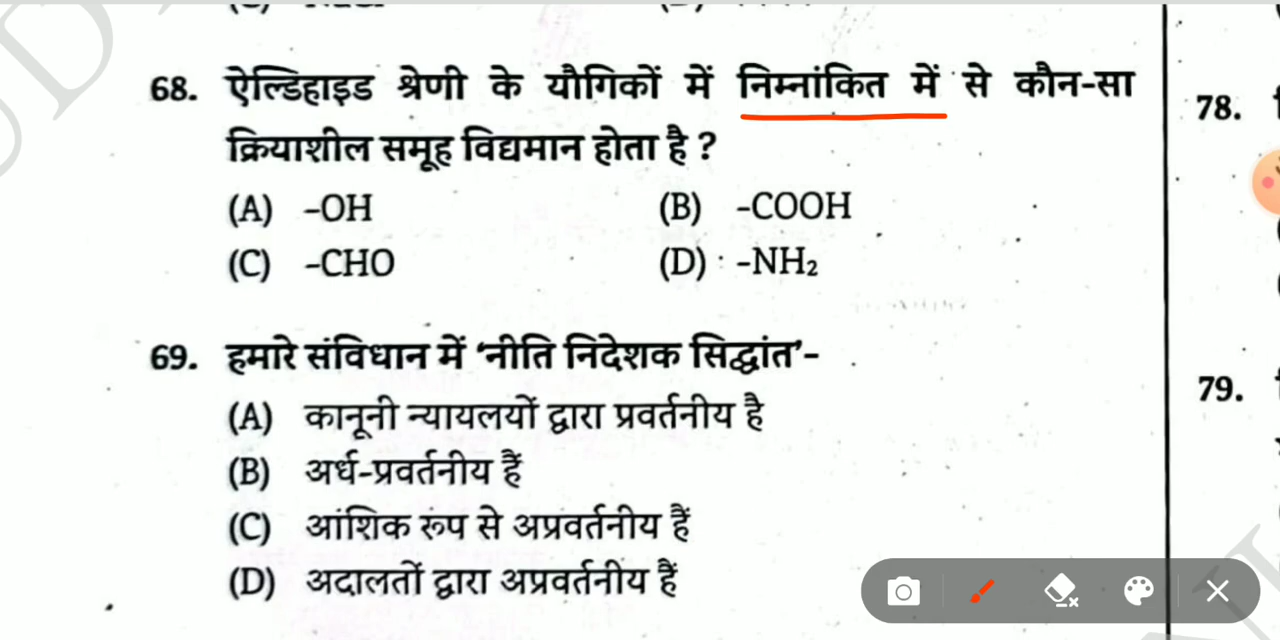 68. ऐल्डिहाइड श्रेणी के यौगिकों में निम्नांकित में से कौन-सा
क्रियाशील समूह विद्यमान होता है ?
(A) -OH (B) -COOH
(C) -CHO (D) -NH₂
69. हमारे संविधान में ‘नीति निदेशक सिद्धांत’-
(A) कानूनी न्यायलयों द्वारा प्रवर्तनीय है
(B) अर्ध-प्रवर्तनीय हैं
(C) आंशिक रूप से अप्रवर्तनीय हैं
(D) अदालतों द्वारा अप्रवर्तनीय हैं
78.
79.